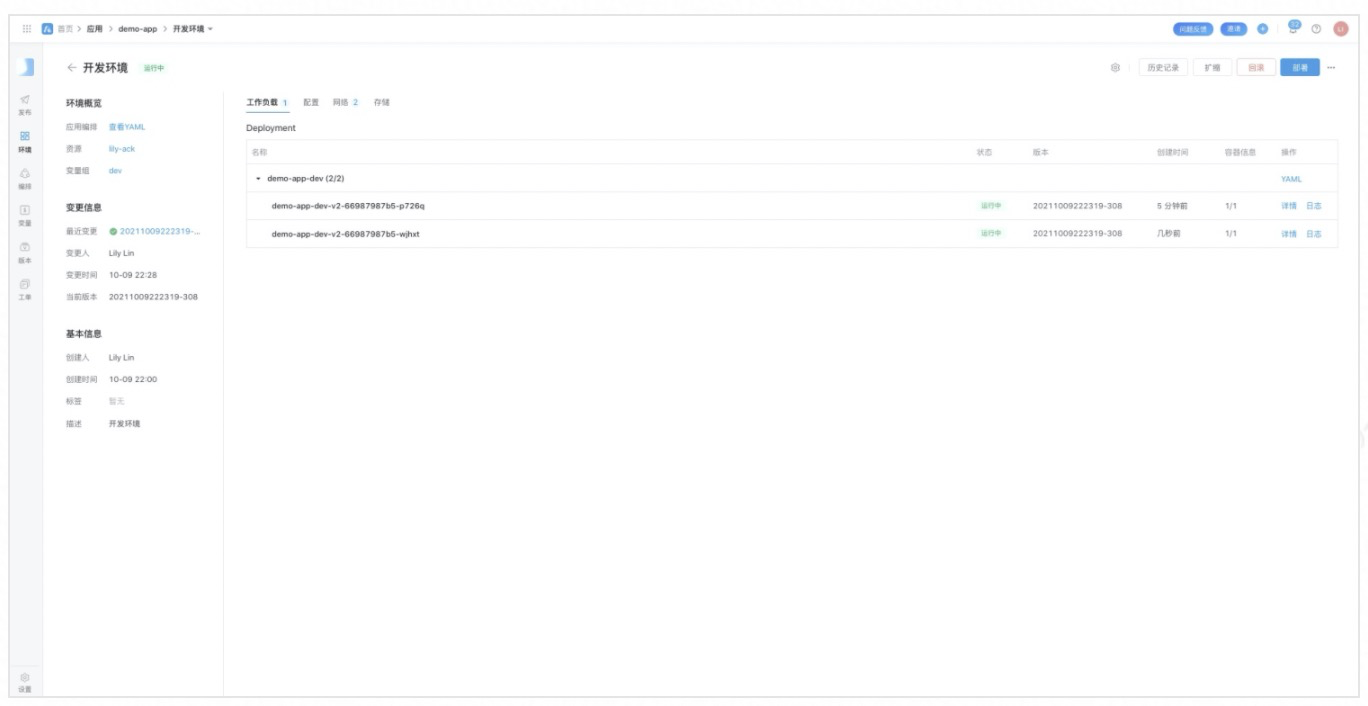 首页 > 应用 > demo-app > 开发环境
问题反馈 邀请
32
LI
← 开发环境 运行中
历史记录 扩缩 回滚 部署
发布
环境
编排
变量
版本
工单
设置
环境概览
应用编排 查看YAML
资源 lily-ack
变量组 dev
变更信息
最近变更 20211009222319-...
变更人 Lily Lin
变更时间 10-09 22:28
当前版本 20211009222319-308
基本信息
创建人 Lily Lin
创建时间 10-09 22:00
标签 暂无
描述 开发环境
工作负载 1 配置 网络 2 存储
Deployment
名称 状态 版本 创建时间 容器信息 操作
demo-app-dev (2/2) YAML
demo-app-dev-v2-66987987b5-p726q 运行中 20211009222319-308 5 分钟前 1/1 详情 日志
demo-app-dev-v2-66987987b5-wjhxt 运行中 20211009222319-308 几秒前 1/1 详情 日志